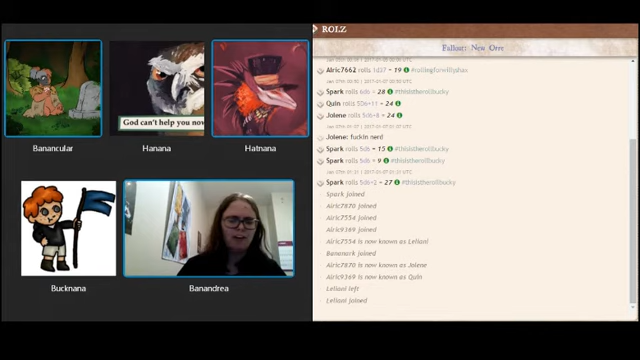 God can't help you now
Banancular
Hanana
Hatnana
Bucknana
Banandrea
ROLZ
Fallout: New Orre
Alric7662 rolls 1d27 = 19 #rollingforwillyshax
Spark rolls 6d6 = 28 #thisistherollbucky
Quin rolls 5D6+11 = 24
Jolene rolls 5d6+8 = 24
Jolene: fuckin nerd
Spark rolls 5d6 = 15 #thisistherollbucky
Spark rolls 5d6 = 9 #thisistherollbucky
Spark rolls 5d6+2 = 27 #thisistherollbucky
Spark joined
Alric7870 joined
Alric7554 joined
Alric9369 joined
Alric7554 is now known as Leliani
Bananark joined
Alric7870 is now known as Jolene
Alric9369 is now known as Quin
Leliani left
Leliani joined